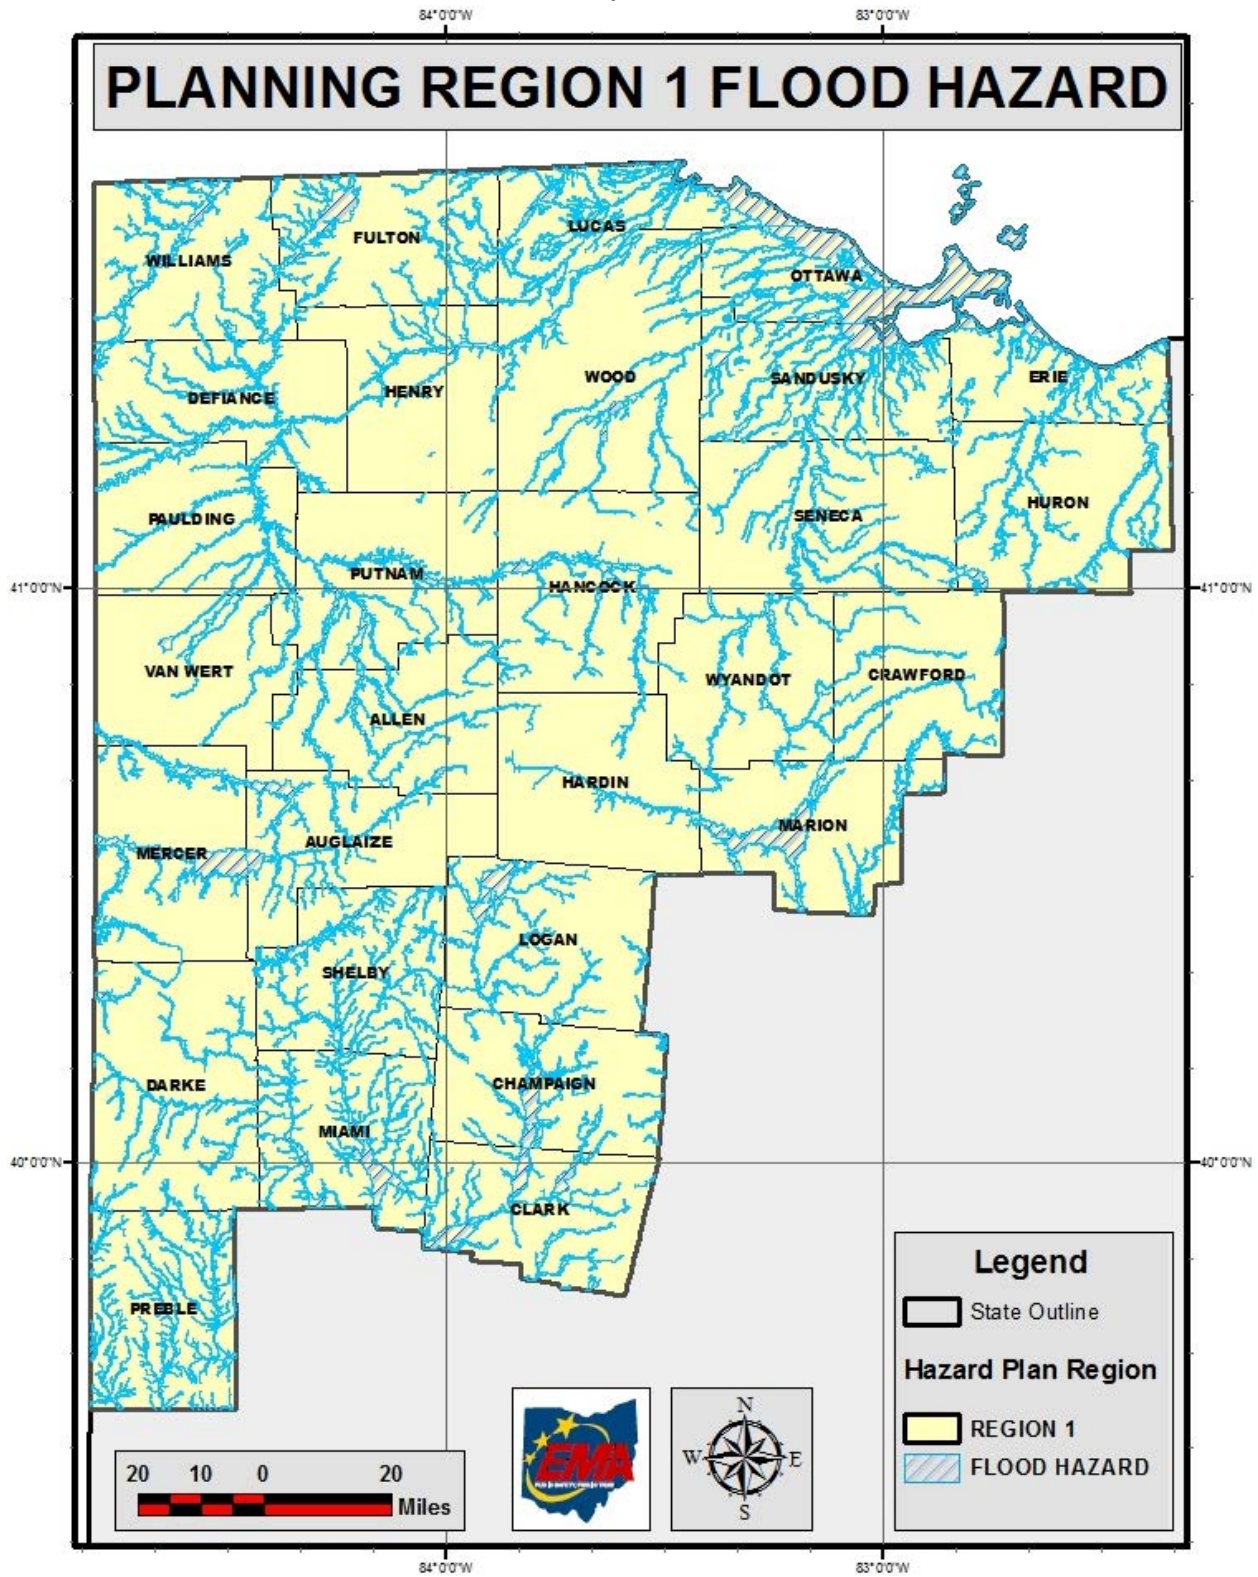 84°0'0"W 83°0'0"W
PLANNING REGION 1 FLOOD HAZARD
LUCAS
FULTON
WILLIAMS
OTTAWA
WOOD
SANDUSKY
ERIE
HENRY
DEFIANCE
HURON
SENECA
PAULDING
PUTNAM
HANCOCK
41°0'0"N 41°0'0"N
VAN WERT
WYANDOT
CRAWFORD
ALLEN
HARDIN
MARION
AUGLAIZE
MERCER
LOGAN
SHELBY
CHAMPAIGN
DARKE
MIAMI
40°0'0"N 40°0'0"N
CLARK
PREBLE
Legend
State Outline
Hazard Plan Region
REGION 1
FLOOD HAZARD
EMA
N
W E
S
20 10 0 20
Miles
84°0'0"W 83°0'0"W